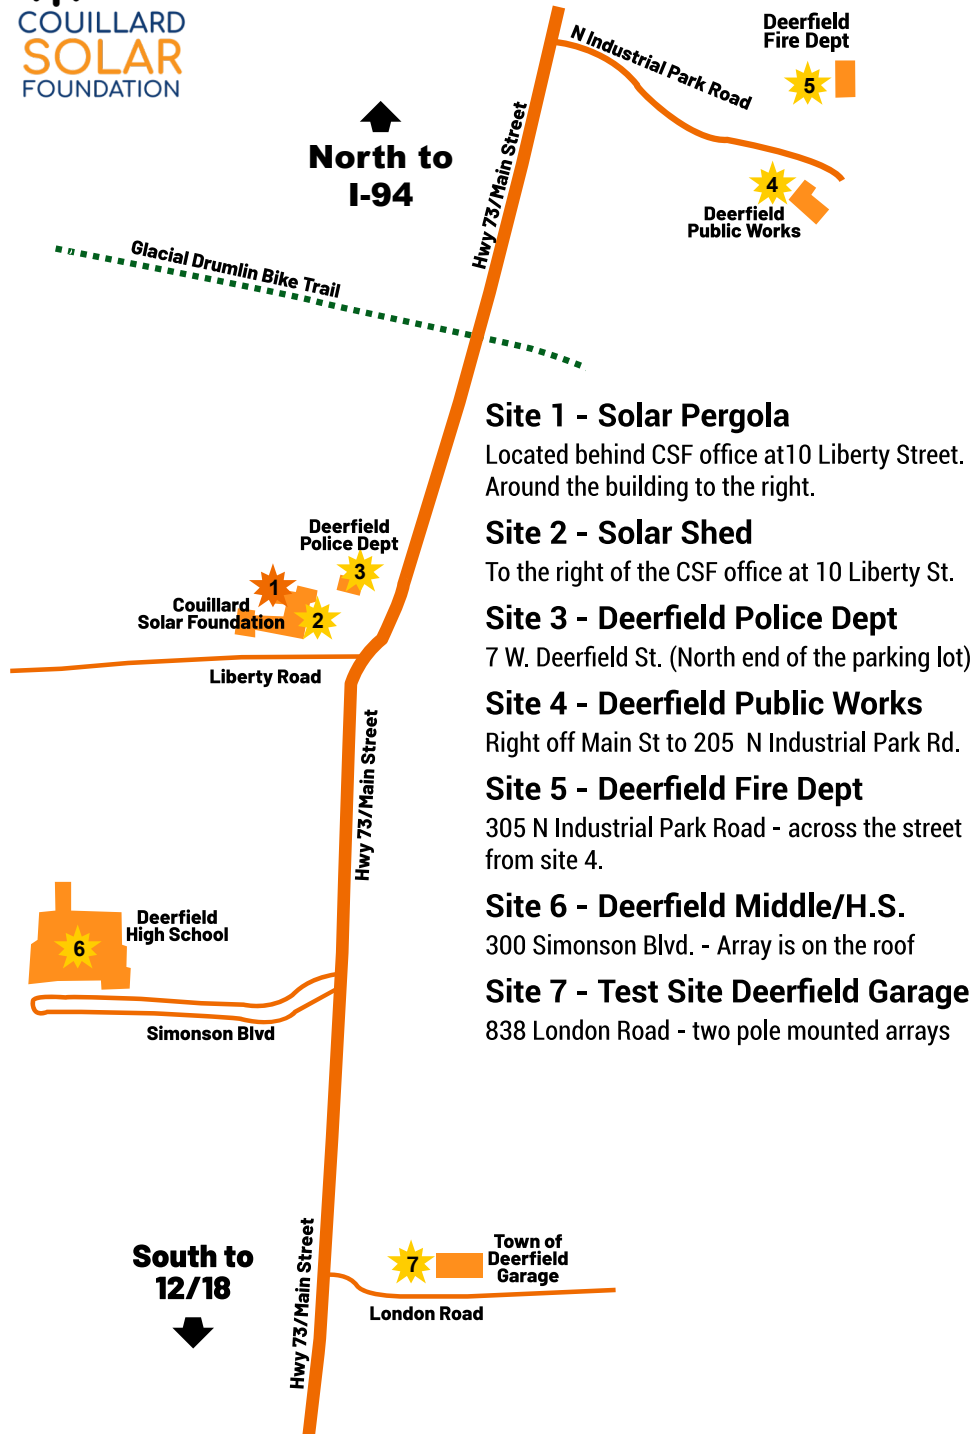 COUILLARD
SOLAR
FOUNDATION
Deerfield
Fire Dept
5
N Industrial Park Road
North to
I-94
Hwy 73/Main Street
4
Deerfield
Public Works
Glacial Drumlin Bike Trail
Site 1 - Solar Pergola
Located behind CSF office at10 Liberty Street.
Around the building to the right.
Site 2 - Solar Shed
To the right of the CSF office at 10 Liberty St.
Site 3 - Deerfield Police Dept
7 W. Deerfield St. (North end of the parking lot)
Site 4 - Deerfield Public Works
Right off Main St to 205 N Industrial Park Rd.
Site 5 - Deerfield Fire Dept
305 N Industrial Park Road - across the street
from site 4.
Site 6 - Deerfield Middle/H.S.
300 Simonson Blvd. - Array is on the roof
Site 7 - Test Site Deerfield Garage
838 London Road - two pole mounted arrays
Deerfield
Police Dept
3
1
Couillard
Solar Foundation
2
Liberty Road
Hwy 73/Main Street
Deerfield
High School
6
Simonson Blvd
South to
12/18
Hwy 73/Main Street
7
Town of
Deerfield
Garage
London Road